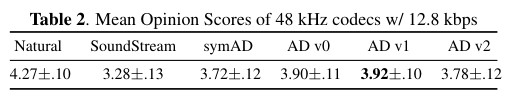 Table 2. Mean Opinion Scores of 48 kHz codecs w/ 12.8 kbps
Natural SoundStream symAD AD v0 AD v1 AD v2
4.27±.10 3.28±.13 3.72±.12 3.90±.11 3.92±.10 3.78±.12